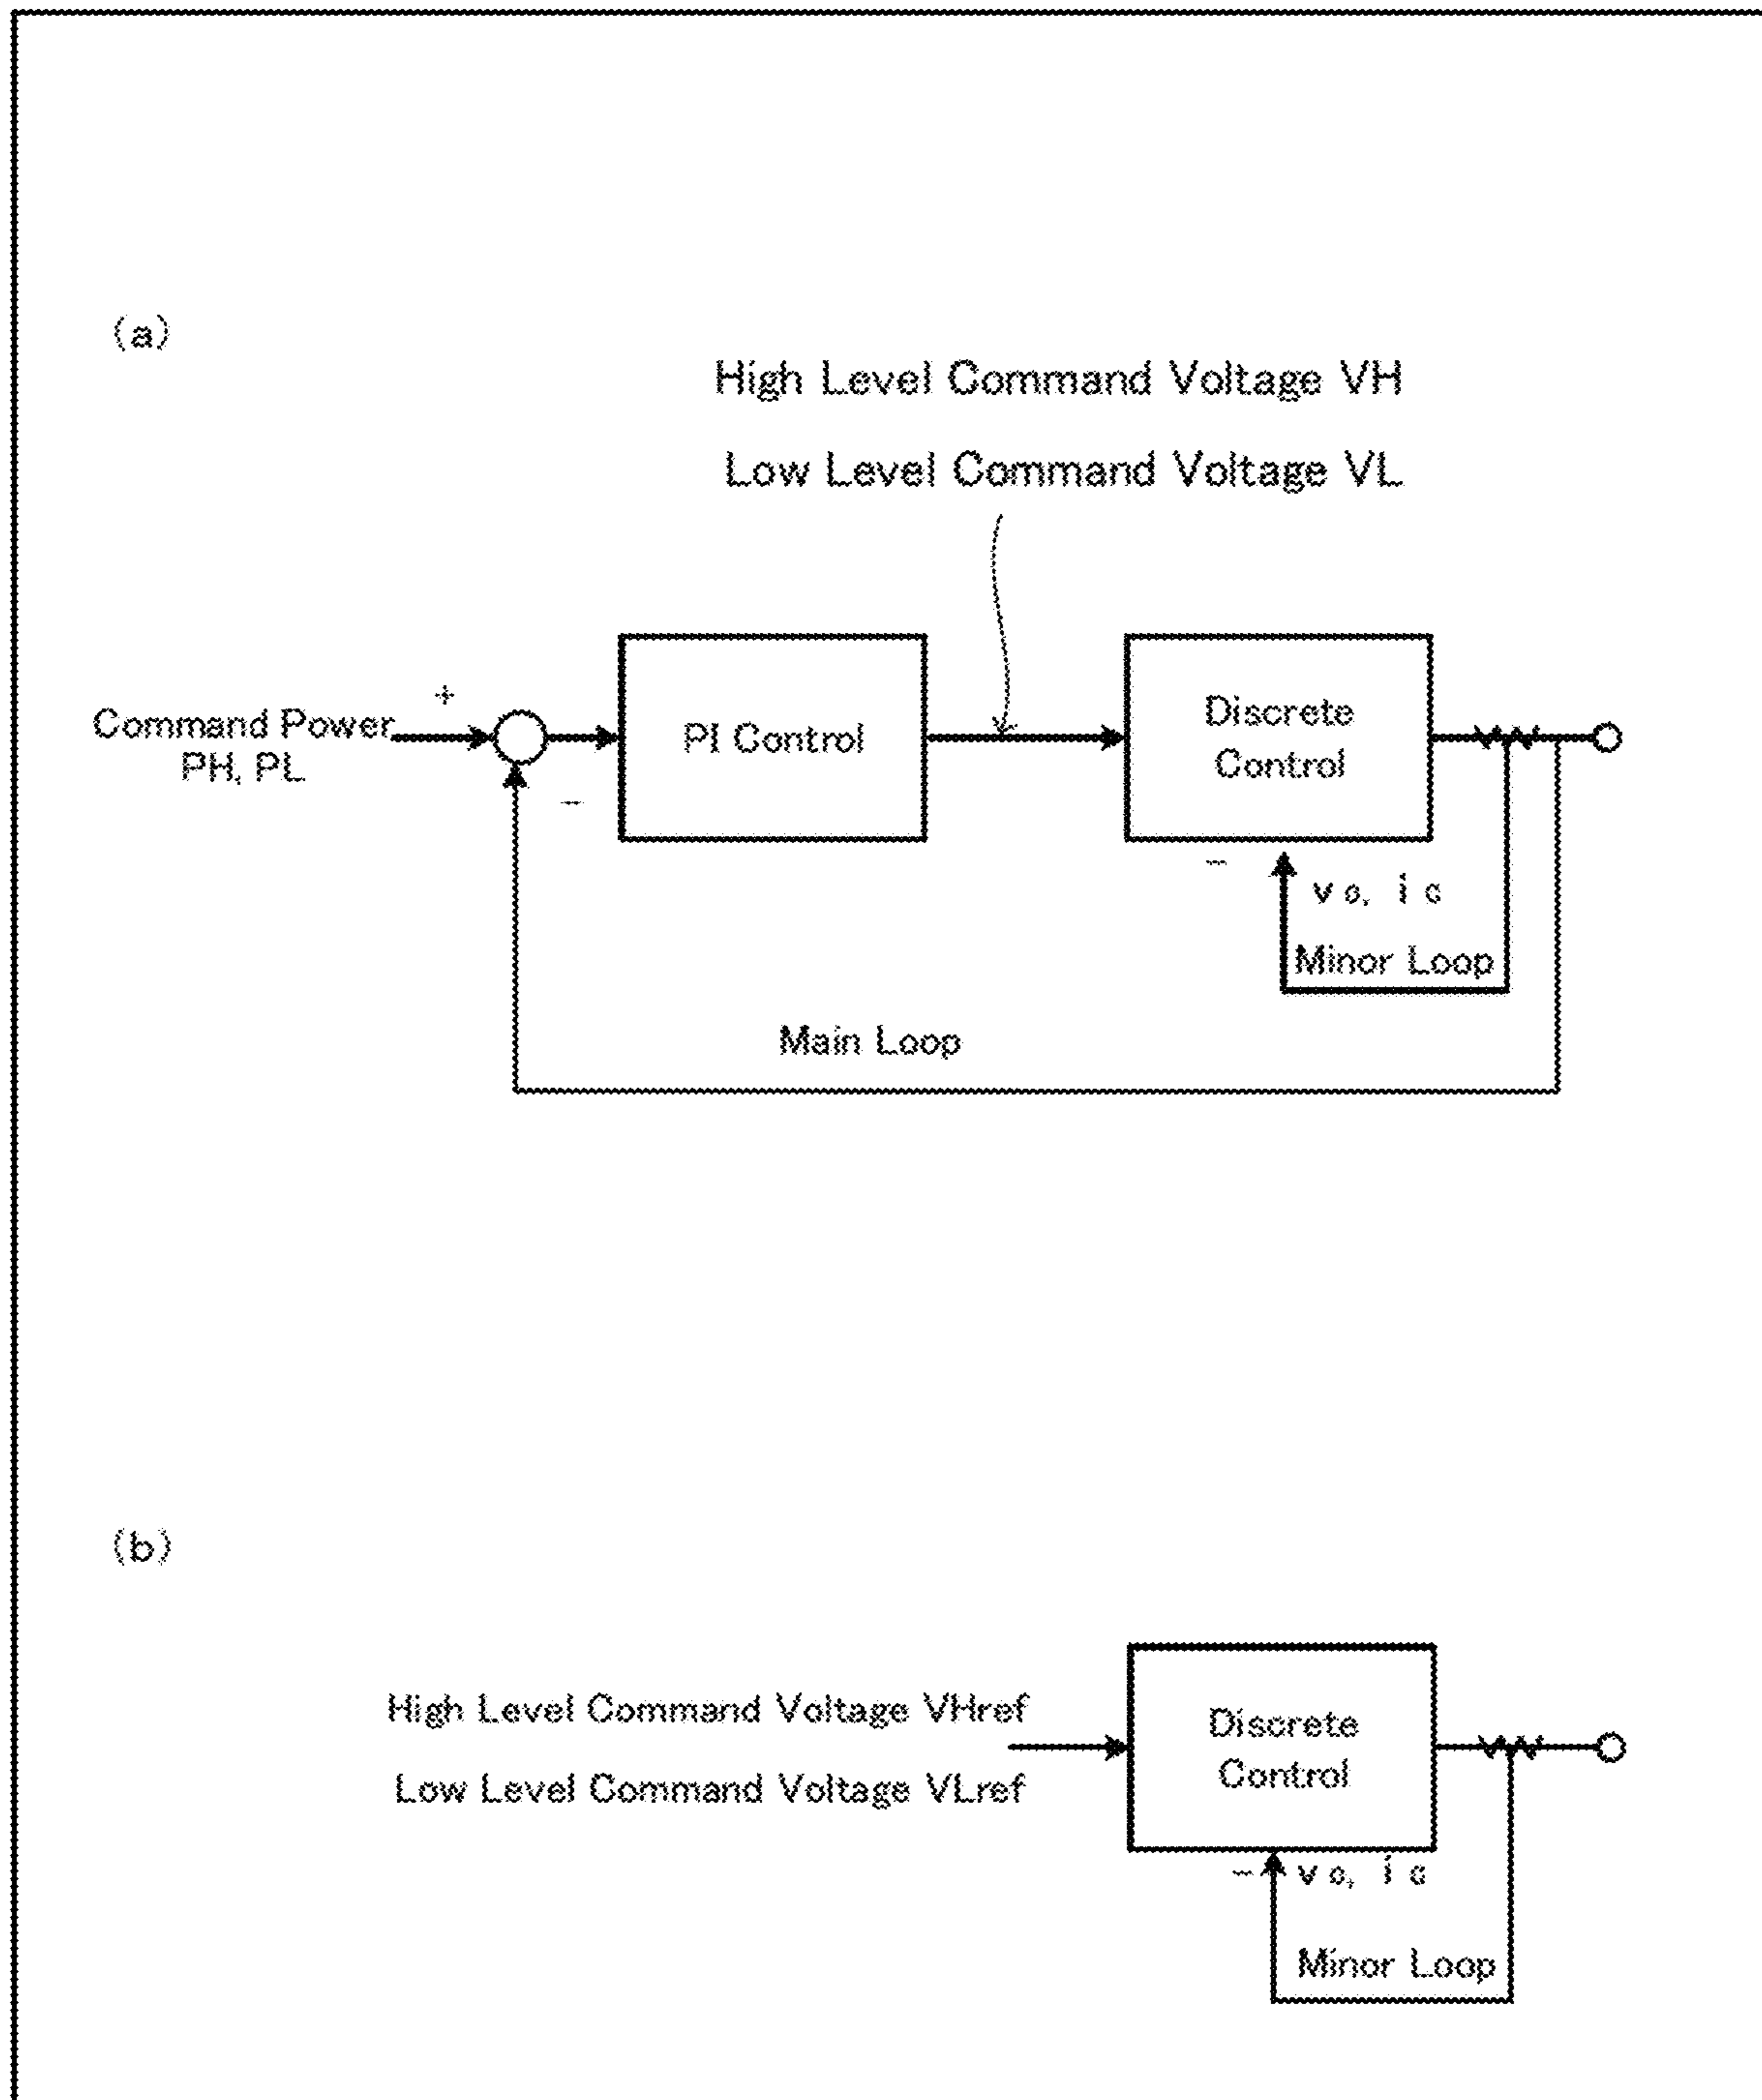 (a)
High Level Command Voltage VH
Low Level Command Voltage VL
+
Command Power
PH, PL
PI Control
Discrete
Control
−
−
vo, ic
Minor Loop
Main Loop
(b)
High Level Command Voltage VHref
Low Level Command Voltage VLref
Discrete
Control
− vo, ic
Minor Loop